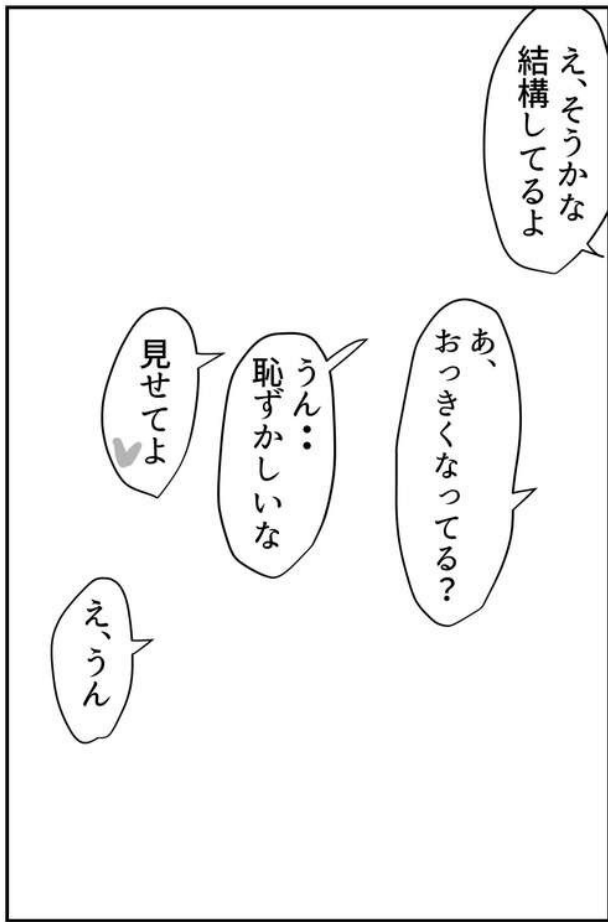 え、そうかな
結構してるよ
あ、
おっきくなってる？
うん：
恥ずかしいな
見せてよ
え、うん